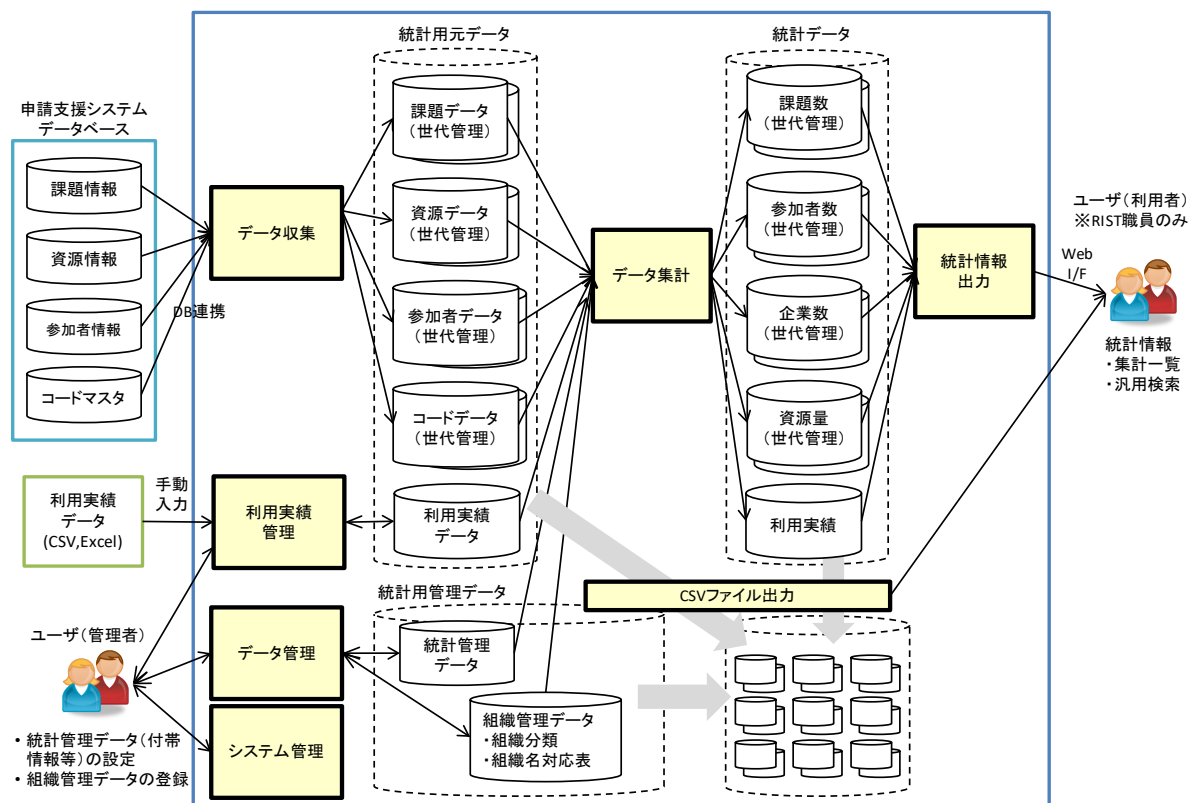 申請支援システム
データベース
課題情報
資源情報
参加者情報
コードマスタ
DB連携
データ収集
統計用元データ
課題データ
（世代管理）
資源データ
（世代管理）
参加者データ
（世代管理）
コードデータ
（世代管理）
利用実績
データ
データ集計
統計データ
課題数
（世代管理）
参加者数
（世代管理）
企業数
（世代管理）
資源量
（世代管理）
利用実績
統計情報
出力
Web
I/F
ユーザ（利用者）
※RIST職員のみ
統計情報
・集計一覧
・汎用検索
利用実績
データ
(CSV,Excel)
手動
入力
利用実績
管理
ユーザ（管理者）
・統計管理データ（付帯
情報等）の設定
・組織管理データの登録
データ管理
システム管理
統計用管理データ
統計管理
データ
組織管理データ
・組織分類
・組織名対応表
CSVファイル出力